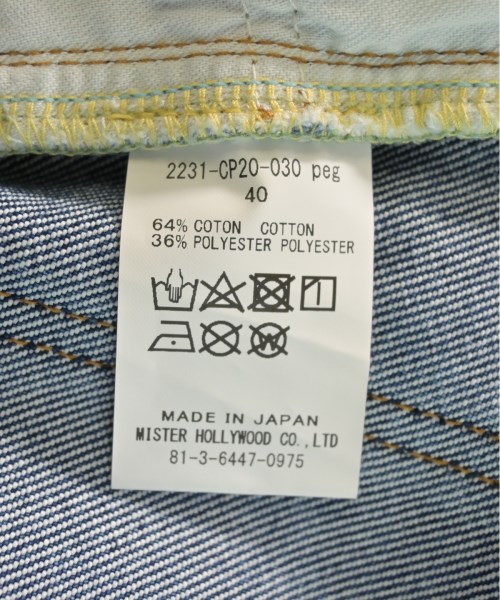 2231-CP20-030 peg
40
64% COTON COTTON
36% POLYESTER POLYESTER
W
MADE IN JAPAN
MISTER HOLLYWOOD CO.,LTD
81-3-6447-0975